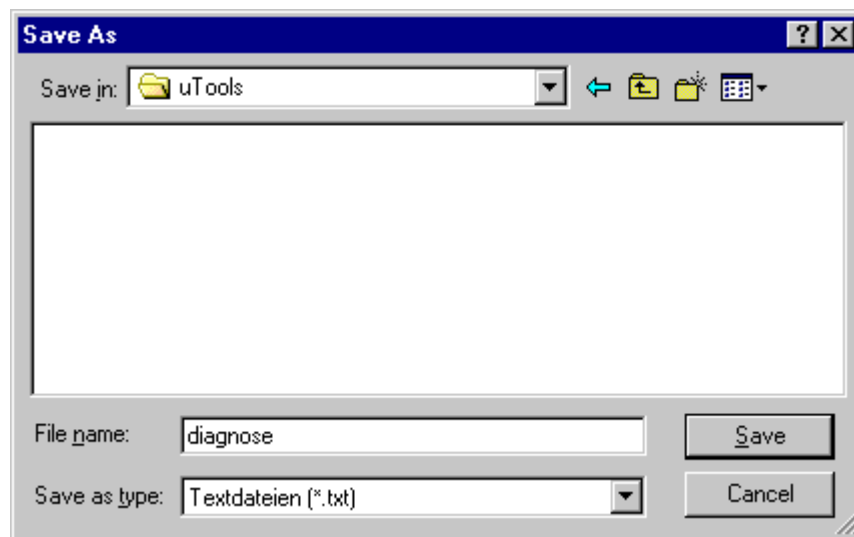 Save As
Save in: uTools
File name: diagnose Save
Save as type: Textdateien (*.txt) Cancel